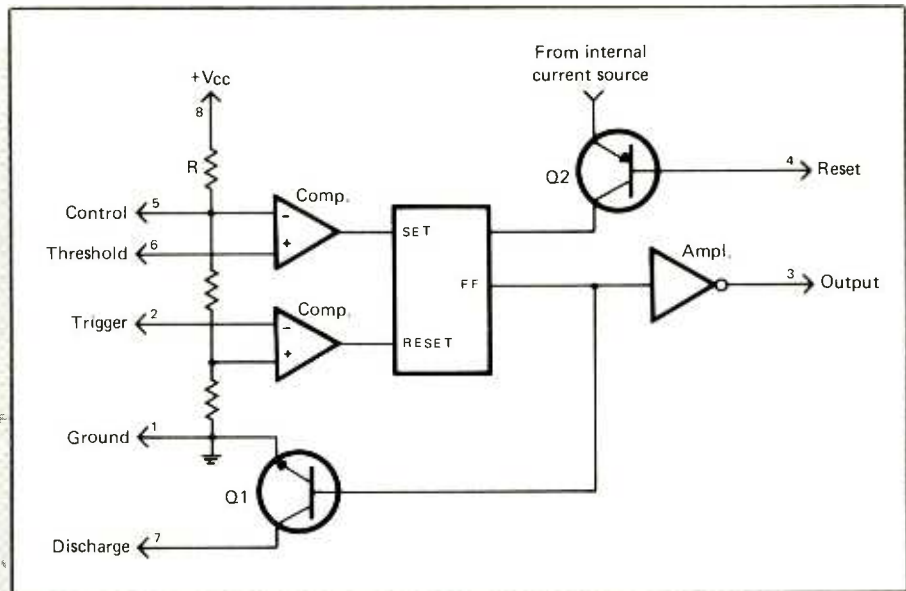 From internal
current source
+Vcc
8
R
Q2
4
Reset
Control
5
Comp.
Threshold
6
SET
Ampl.
FF
3
Output
Trigger
2
Comp.
RESET
-
+
-
+
Ground
1
Q1
Discharge
7